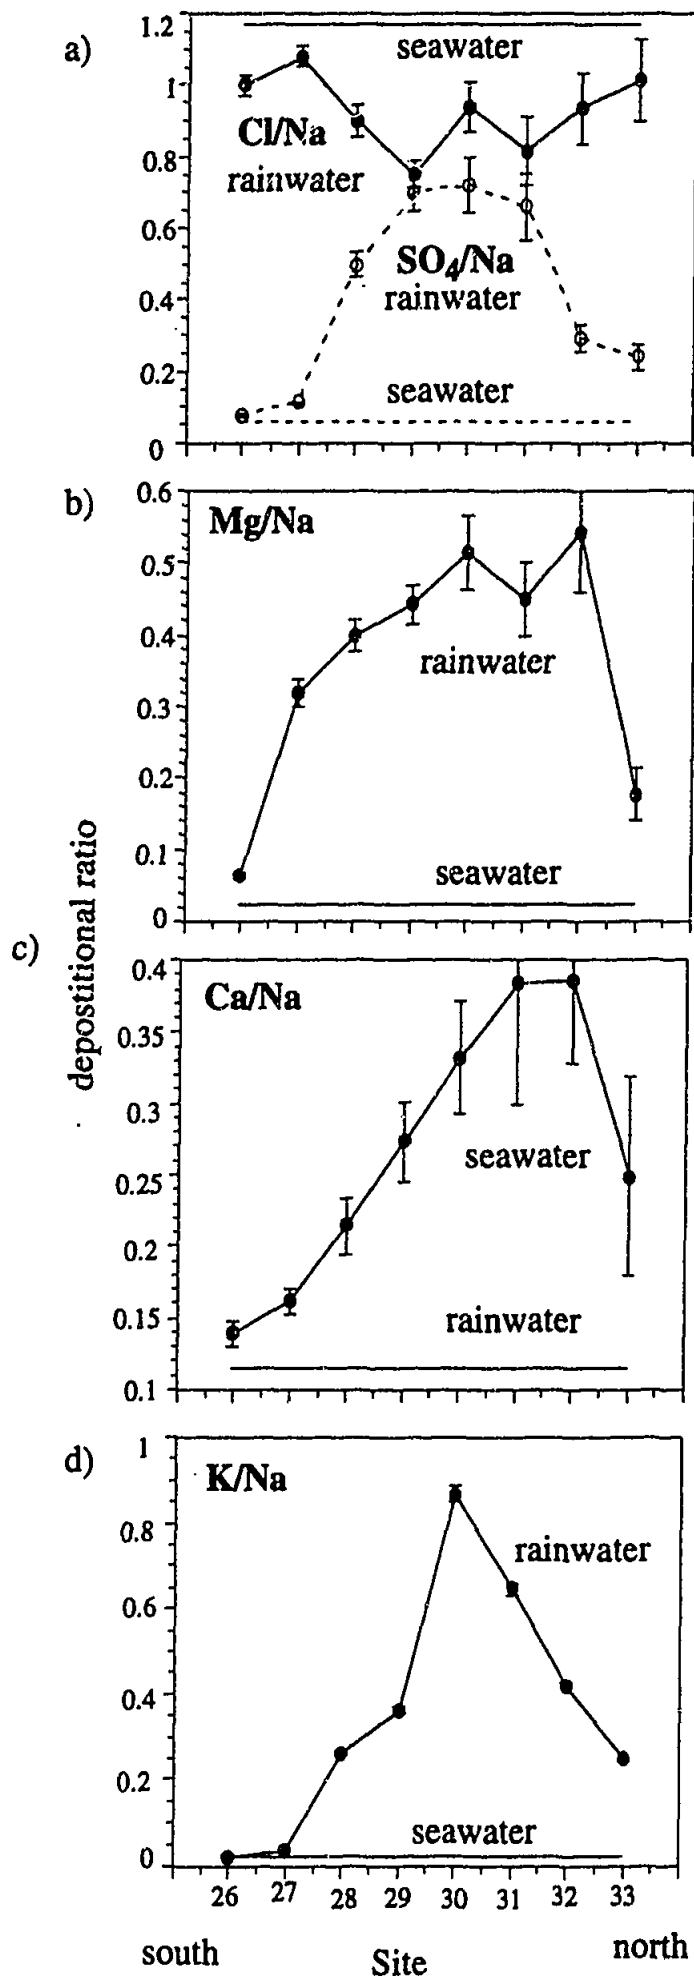 a)
1.2
1
0.8
0.6
0.4
0.2
0
seawater
Cl/Na
rainwater
SO₄/Na
rainwater
seawater
b)
0.6
0.5
0.4
0.3
0.2
0.1
0
Mg/Na
rainwater
seawater
depostitional ratio
c)
0.4
0.35
0.3
0.25
0.2
0.15
0.1
Ca/Na
seawater
rainwater
d)
1
0.8
0.6
0.4
0.2
0
K/Na
rainwater
seawater
26 27 28 29 30 31 32 33
south Site north